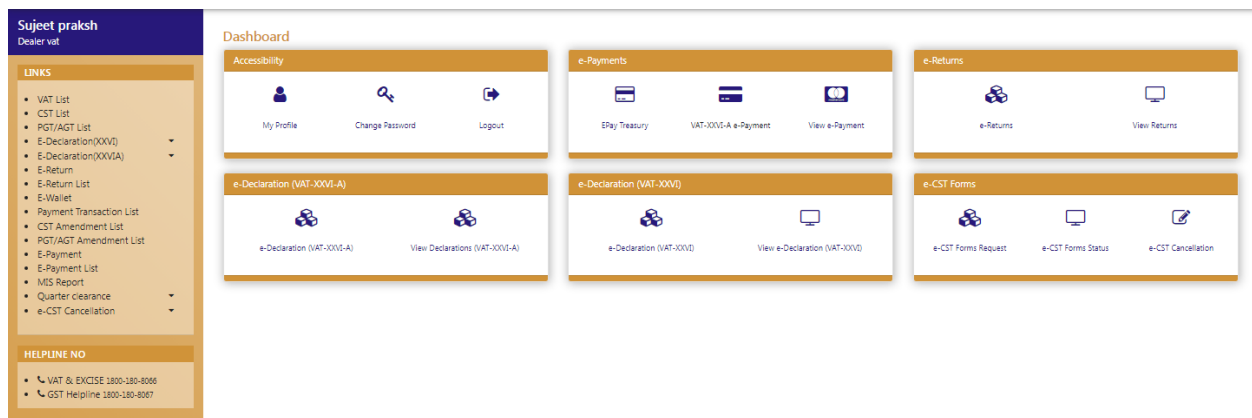 Sujeet praksh
Dealer vat
LINKS
VAT List
CST List
PGT/AGT List
E-Declaration(XXVI)
E-Declaration(XXVIA)
E-Return
E-Return List
E-Wallet
Payment Transaction List
CST Amendment List
PGT/AGT Amendment List
E-Payment
E-Payment List
MIS Report
Quarter clearance
e-CST Cancellation
HELPLINE NO
VAT & EXCISE 1800-180-8066
GST Helpline 1800-180-8067
Dashboard
Accessibility
My Profile Change Password Logout
e-Payments
EPay Treasury VAT-XXVI-A e-Payment View e-Payment
e-Returns
e-Returns View Returns
e-Declaration (VAT-XXVI-A)
e-Declaration (VAT-XXVI-A) View Declarations (VAT-XXVI-A)
e-Declaration (VAT-XXVI)
e-Declaration (VAT-XXVI) View e-Declaration (VAT-XXVI)
e-CST Forms
e-CST Forms Request e-CST Forms Status e-CST Cancellation